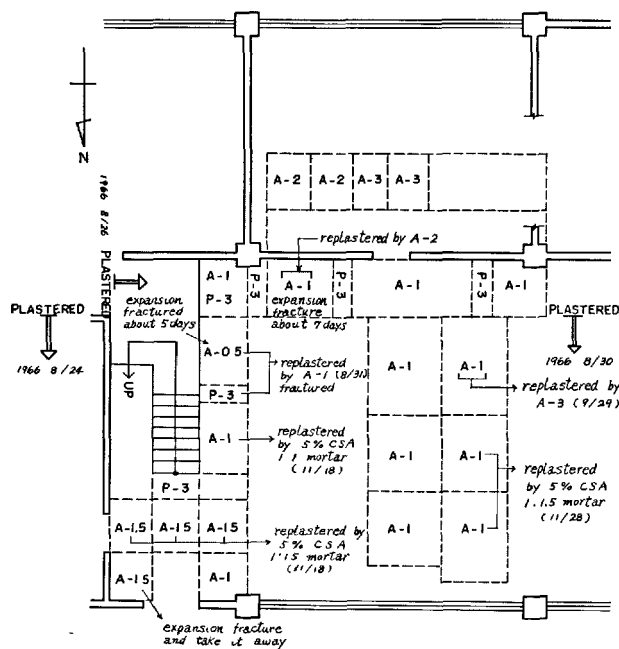 N
1966 8/26
PLASTERED
A-2 A-2 A-3 A-3
replastered by A-2
A-1
P-3
P-3
A-1
P-3
A-1
P-3
A-1
expansion
fractured
about 5 days
expansion
fracture
about 7 days
PLASTERED
1966 8/24
PLASTERED
1966 8/30
UP
A-0 5
P-3
replastered
by A-1 (8/31)
fractured
A-1
A-1
replastered by
A-3 (9/29)
A-1
replastered
by 5% CSA
1 1 mortar
(11/18)
P-3
A-1
A-1
replastered
by 5% CSA
1.1.5 mortar
(11/28)
A-1
A-1
A-1.5 A-1 5 A-1 5
replastered by
5% CSA
1:1 5 mortar
(11/18)
A-1 5
A-1
expansion fracture
and take it away